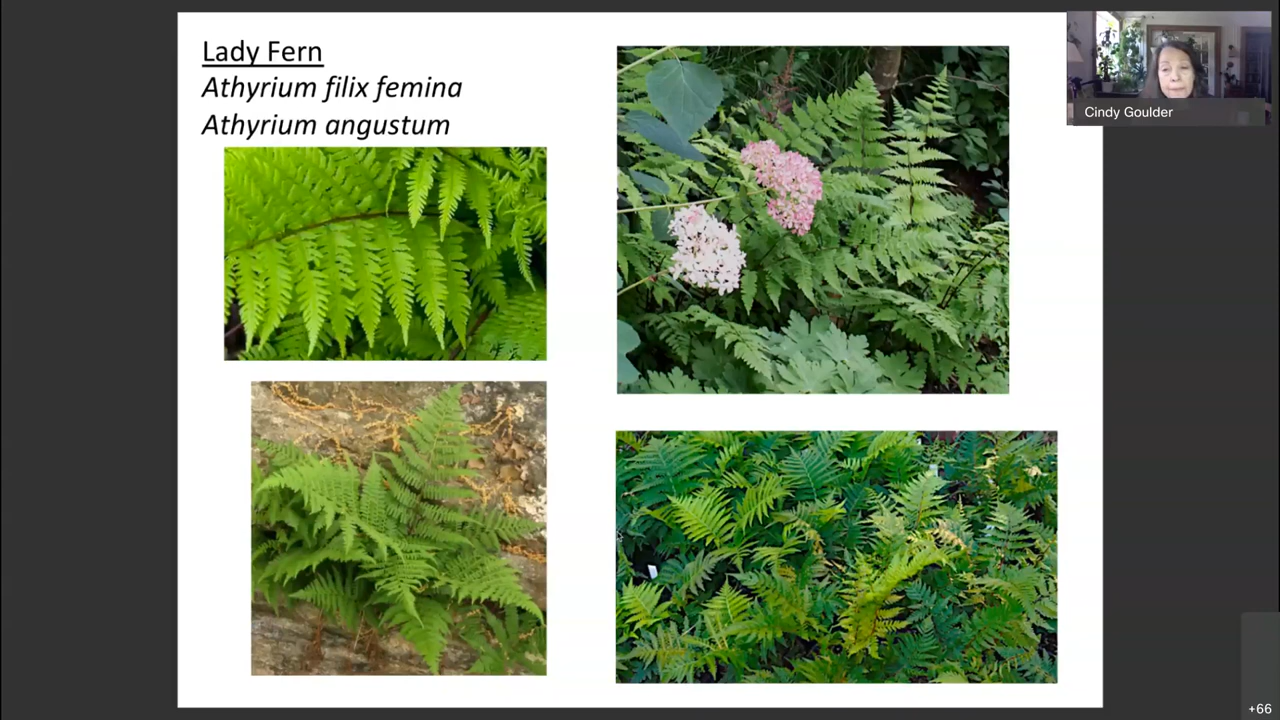 Lady Fern
Athyrium filix femina
Athyrium angustum
Cindy Goulder
+66